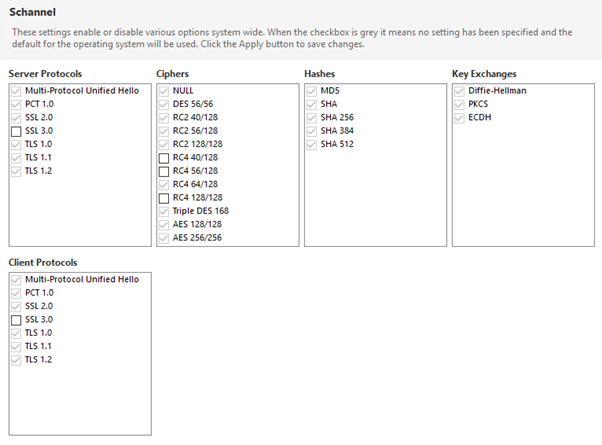 Schannel
These settings enable or disable various options system wide. When the checkbox is grey it means no setting has been specified and the
default for the operating system will be used. Click the Apply button to save changes.
Server Protocols
Multi-Protocol Unified Hello
PCT 1.0
SSL 2.0
SSL 3.0
TLS 1.0
TLS 1.1
TLS 1.2
Ciphers
NULL
DES 56/56
RC2 40/128
RC2 56/128
RC2 128/128
RC4 40/128
RC4 56/128
RC4 64/128
RC4 128/128
Triple DES 168
AES 128/128
AES 256/256
Hashes
MD5
SHA
SHA 256
SHA 384
SHA 512
Key Exchanges
Diffie-Hellman
PKCS
ECDH
Client Protocols
Multi-Protocol Unified Hello
PCT 1.0
SSL 2.0
SSL 3.0
TLS 1.0
TLS 1.1
TLS 1.2